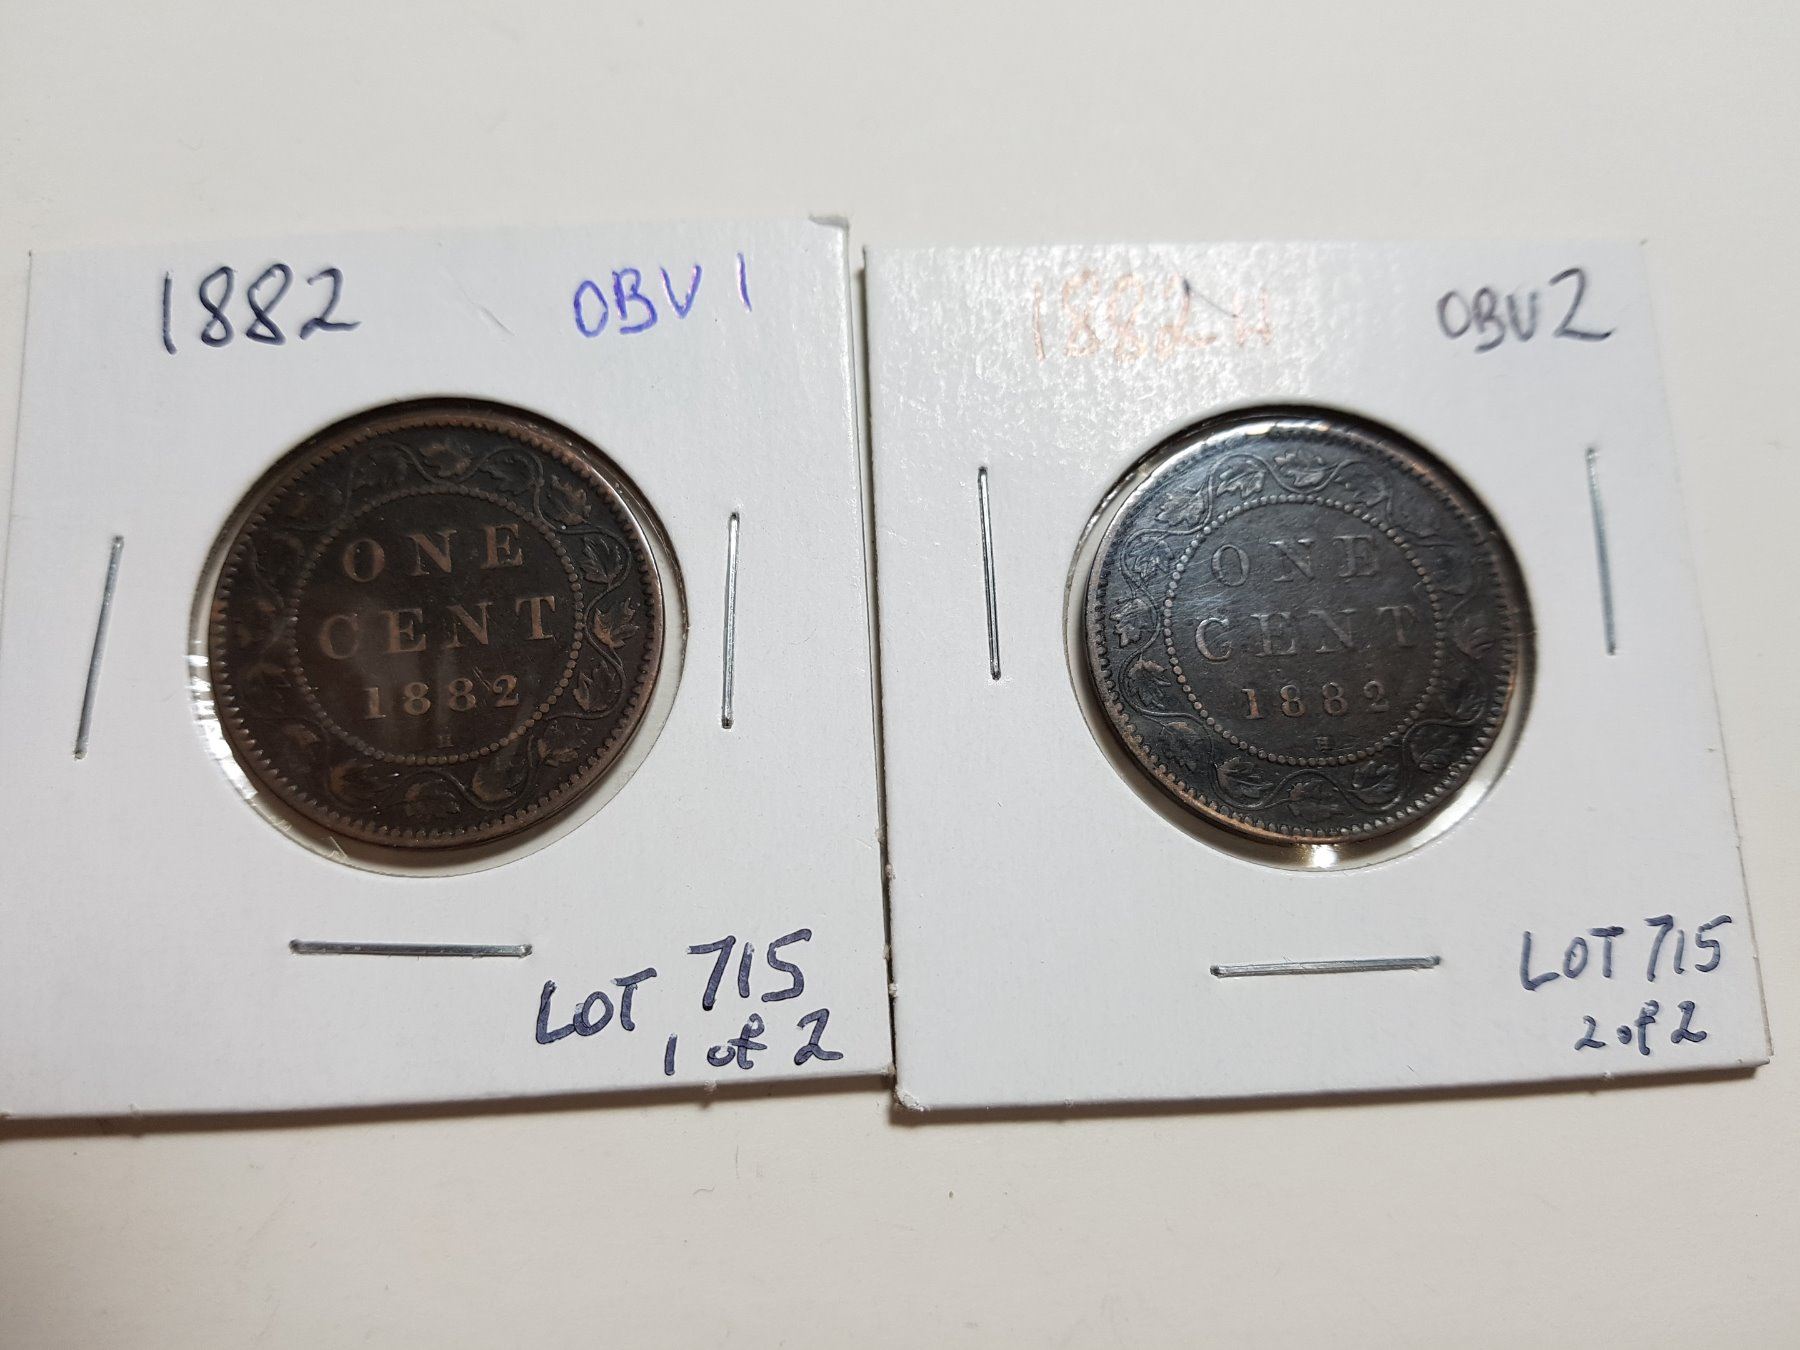 1882 OBV 1
ONE
CENT
1882
H
LOT 715
1 of 2
1882H OBV 2
ONE
CENT
1882
H
LOT 715
2 of 2